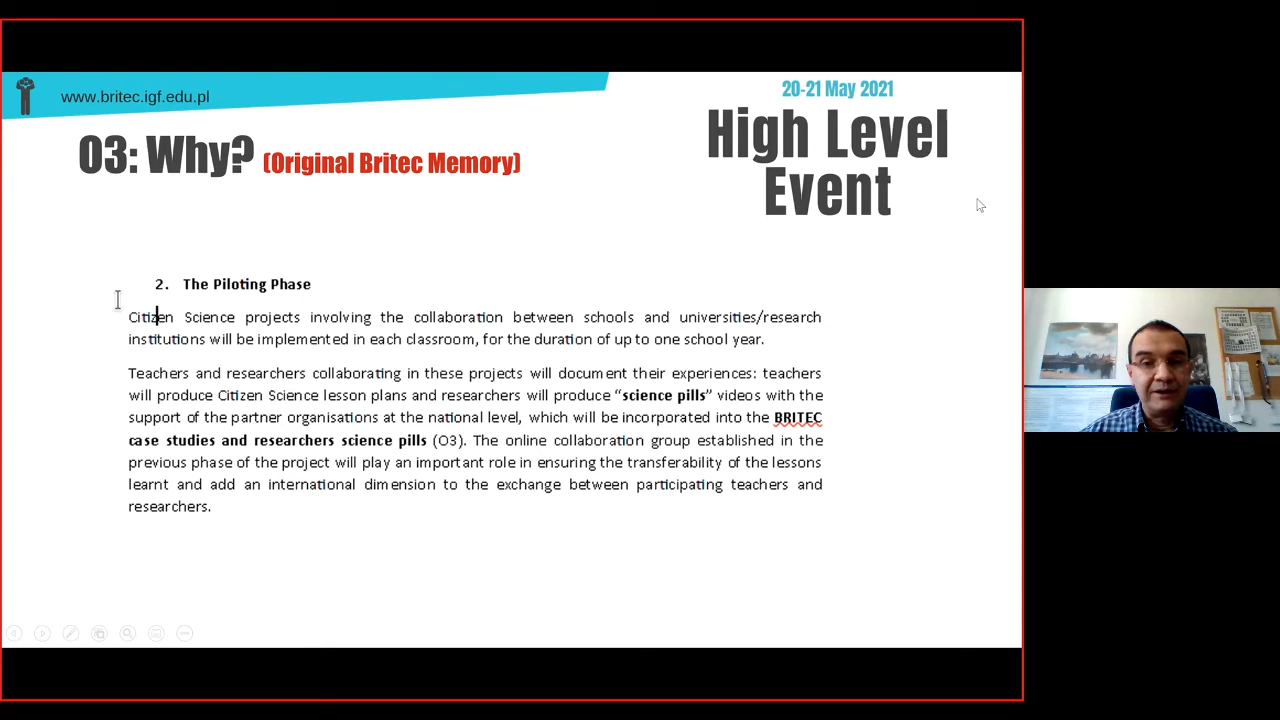 www.britec.igf.edu.pl
20-21 May 2021
High Level
Event
O3: Why? (Original Britec Memory)
2. The Piloting Phase
Citizen Science projects involving the collaboration between schools and universities/research
institutions will be implemented in each classroom, for the duration of up to one school year.
Teachers and researchers collaborating in these projects will document their experiences: teachers
will produce Citizen Science lesson plans and researchers will produce “science pills” videos with the
support of the partner organisations at the national level, which will be incorporated into the BRITEC
case studies and researchers science pills (O3). The online collaboration group established in the
previous phase of the project will play an important role in ensuring the transferability of the lessons
learnt and add an international dimension to the exchange between participating teachers and
researchers.